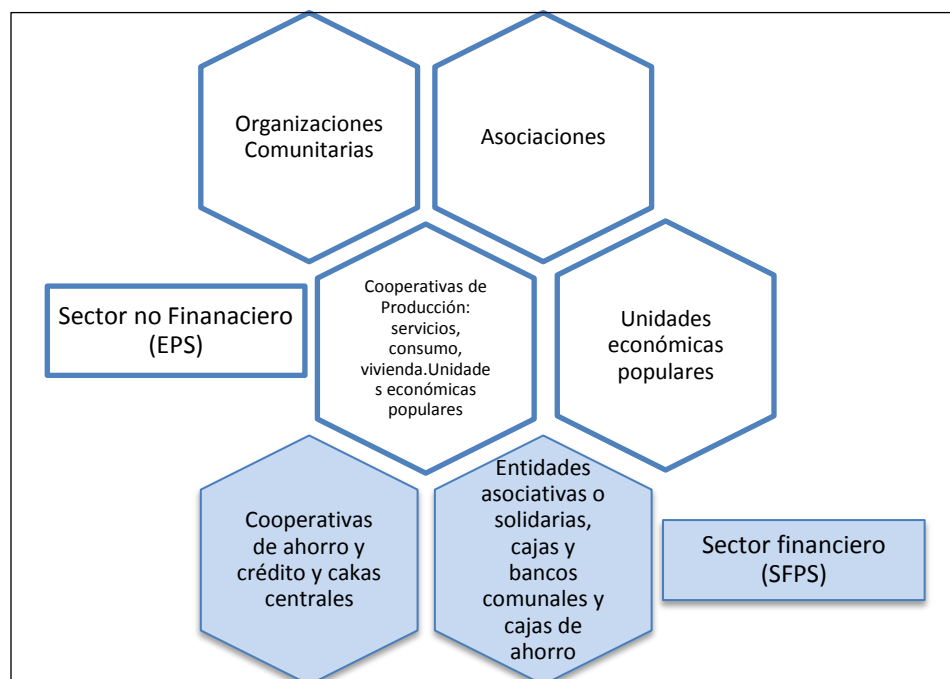 Organizaciones
Comunitarias
Asociaciones
Sector no Finanaciero
(EPS)
Cooperativas de
Producción:
servicios,
consumo,
vivienda.Unidade
s económicas
populares
Unidades
económicas
populares
Cooperativas
de ahorro y
crédito y cakas
centrales
Entidades
asociativas o
solidarias,
cajas y
bancos
comunales y
cajas de
ahorro
Sector financiero
(SFPS)